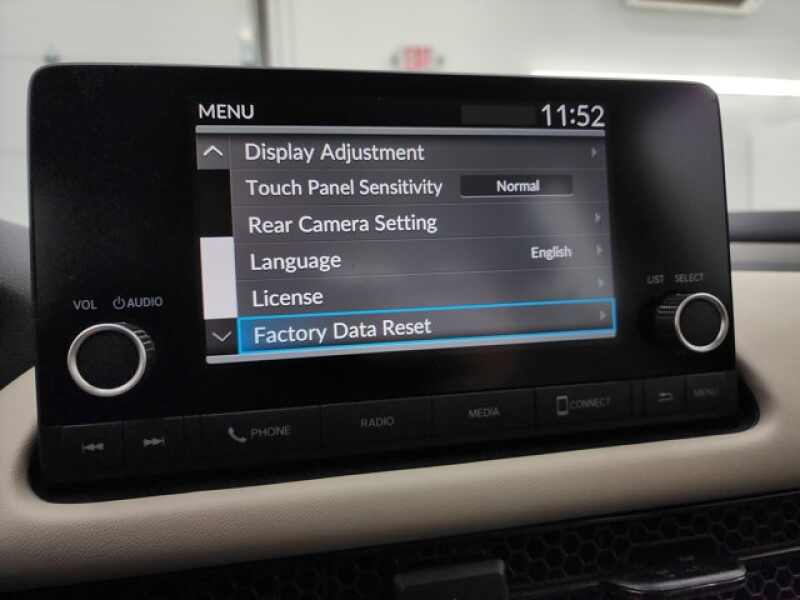 EXIT
MENU 11:52
Display Adjustment
Touch Panel Sensitivity Normal
Rear Camera Setting
Language English
License
Factory Data Reset
VOL AUDIO
LIST SELECT
PHONE RADIO MEDIA CONNECT MENU